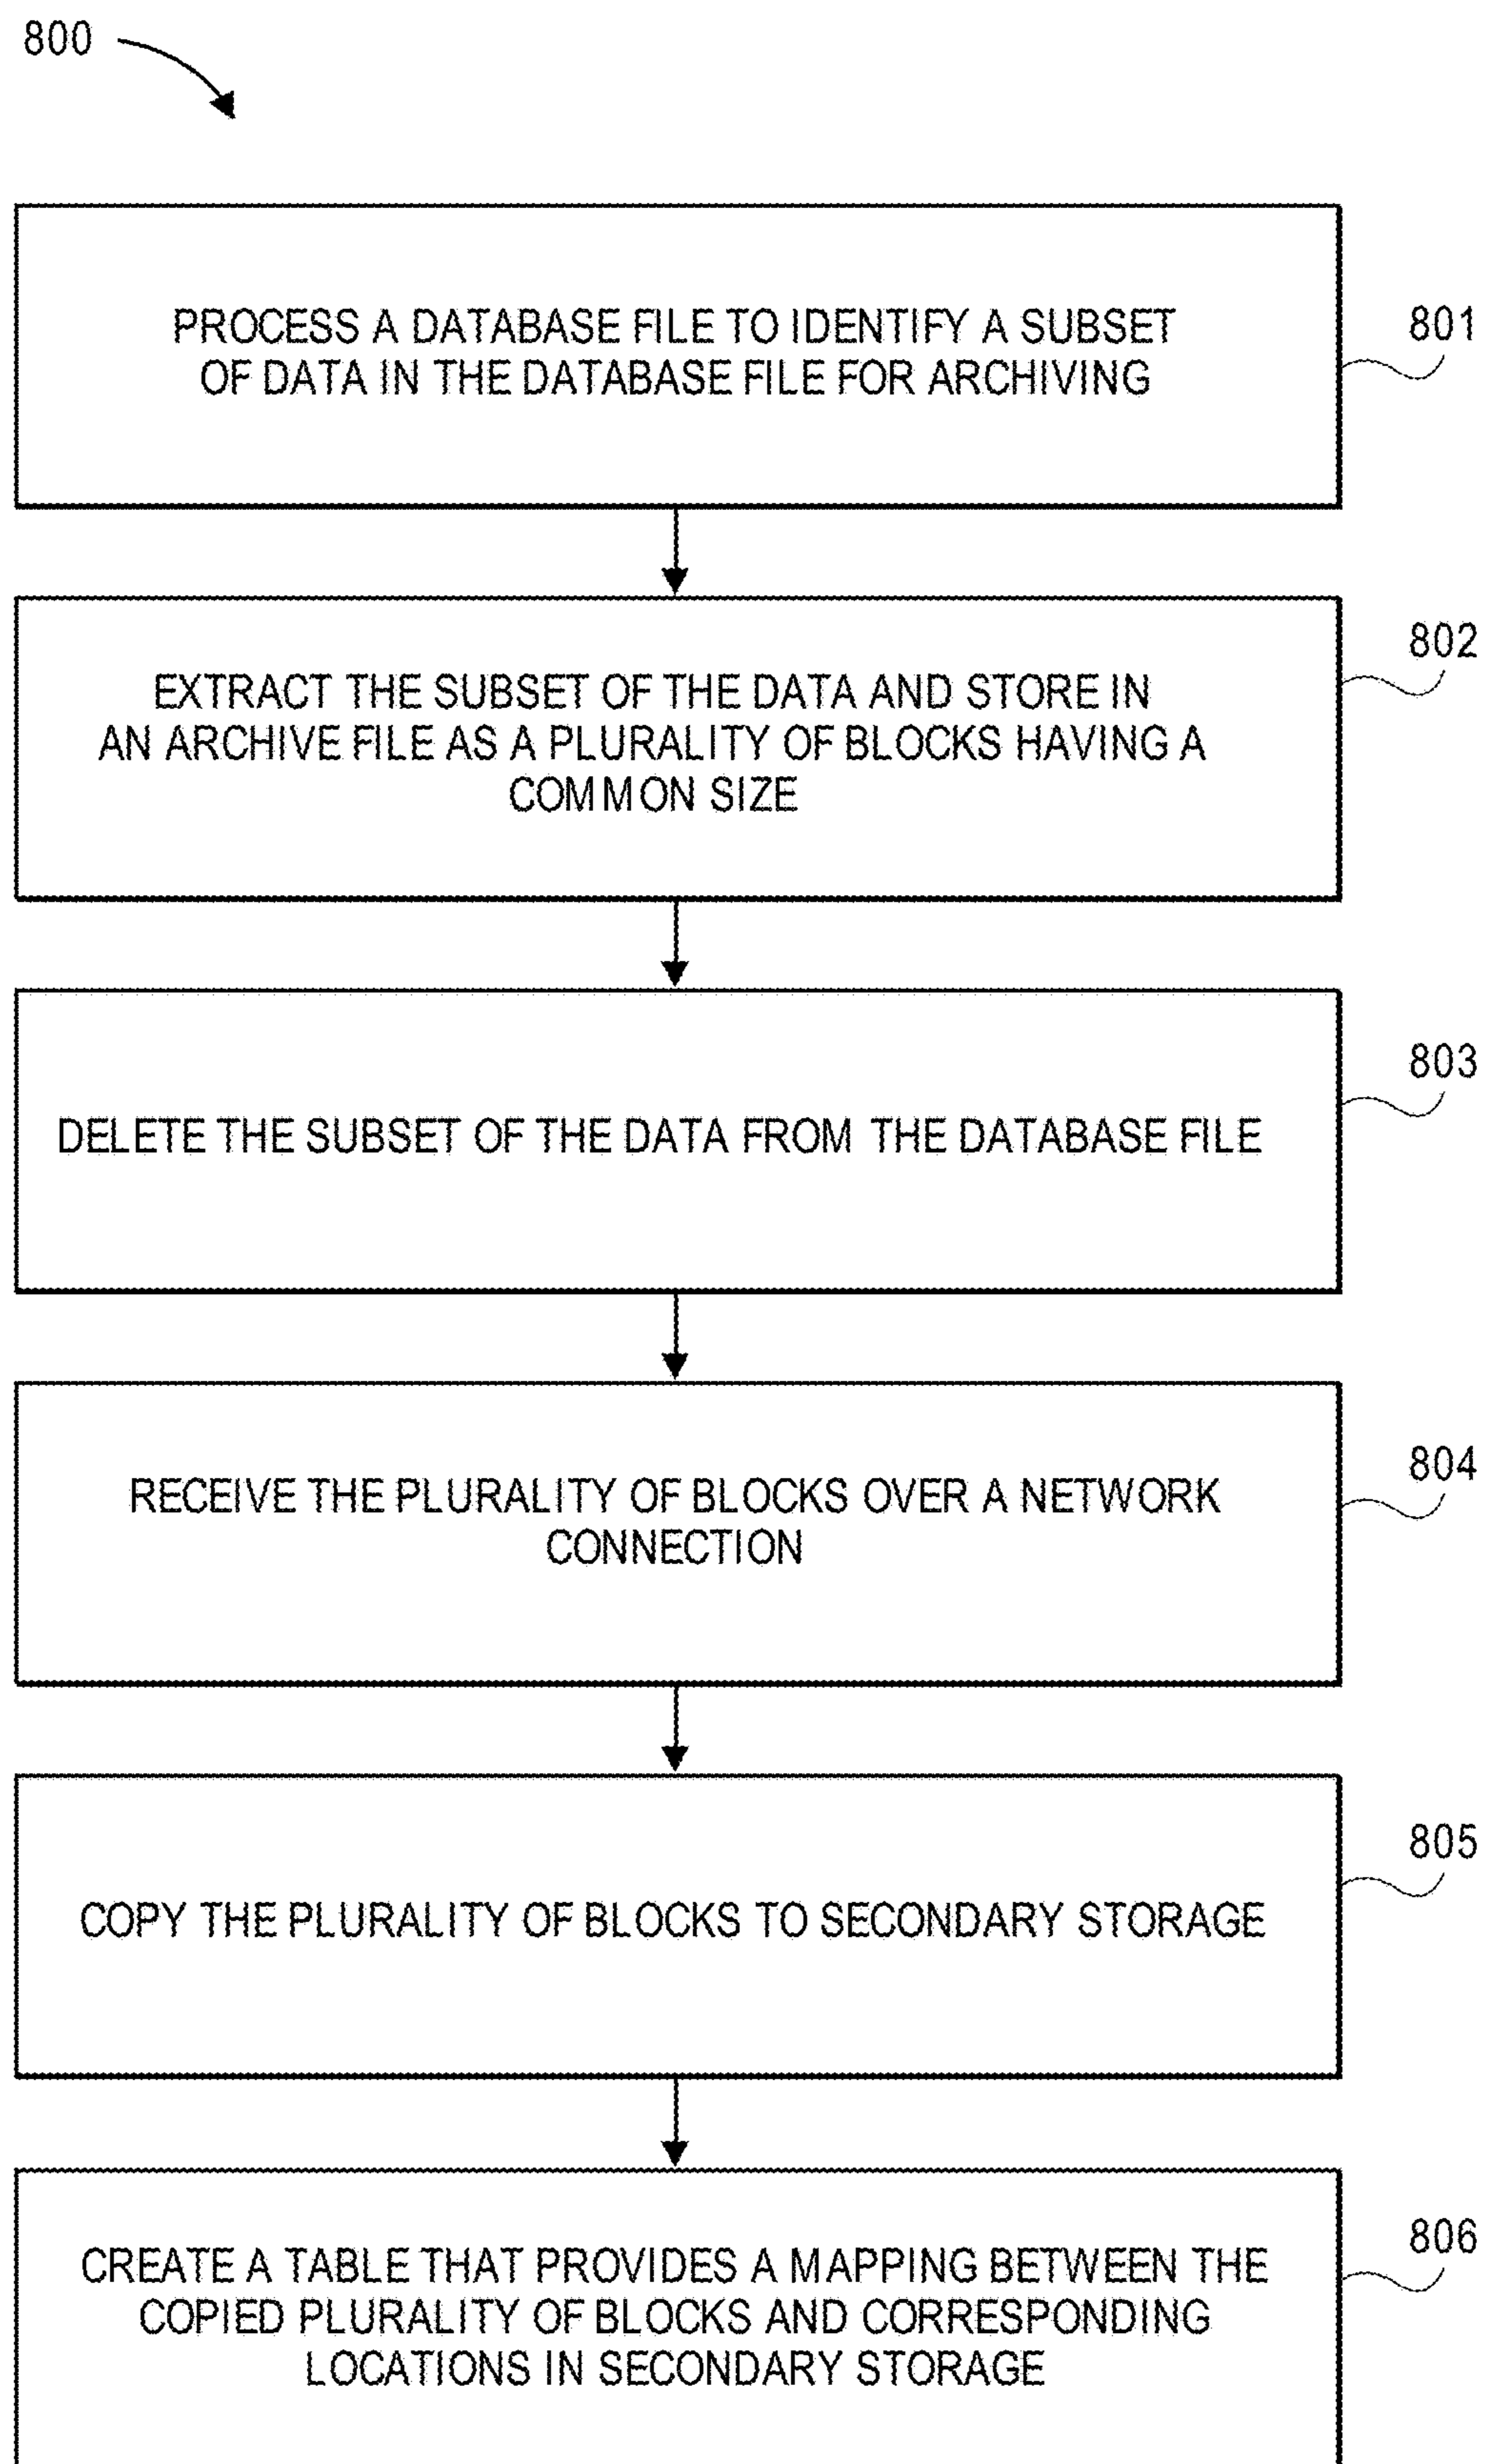 800
PROCESS A DATABASE FILE TO IDENTIFY A SUBSET
OF DATA IN THE DATABASE FILE FOR ARCHIVING
801
EXTRACT THE SUBSET OF THE DATA AND STORE IN
AN ARCHIVE FILE AS A PLURALITY OF BLOCKS HAVING A
COMMON SIZE
802
DELETE THE SUBSET OF THE DATA FROM THE DATABASE FILE
803
RECEIVE THE PLURALITY OF BLOCKS OVER A NETWORK
CONNECTION
804
COPY THE PLURALITY OF BLOCKS TO SECONDARY STORAGE
805
CREATE A TABLE THAT PROVIDES A MAPPING BETWEEN THE
COPIED PLURALITY OF BLOCKS AND CORRESPONDING
LOCATIONS IN SECONDARY STORAGE
806